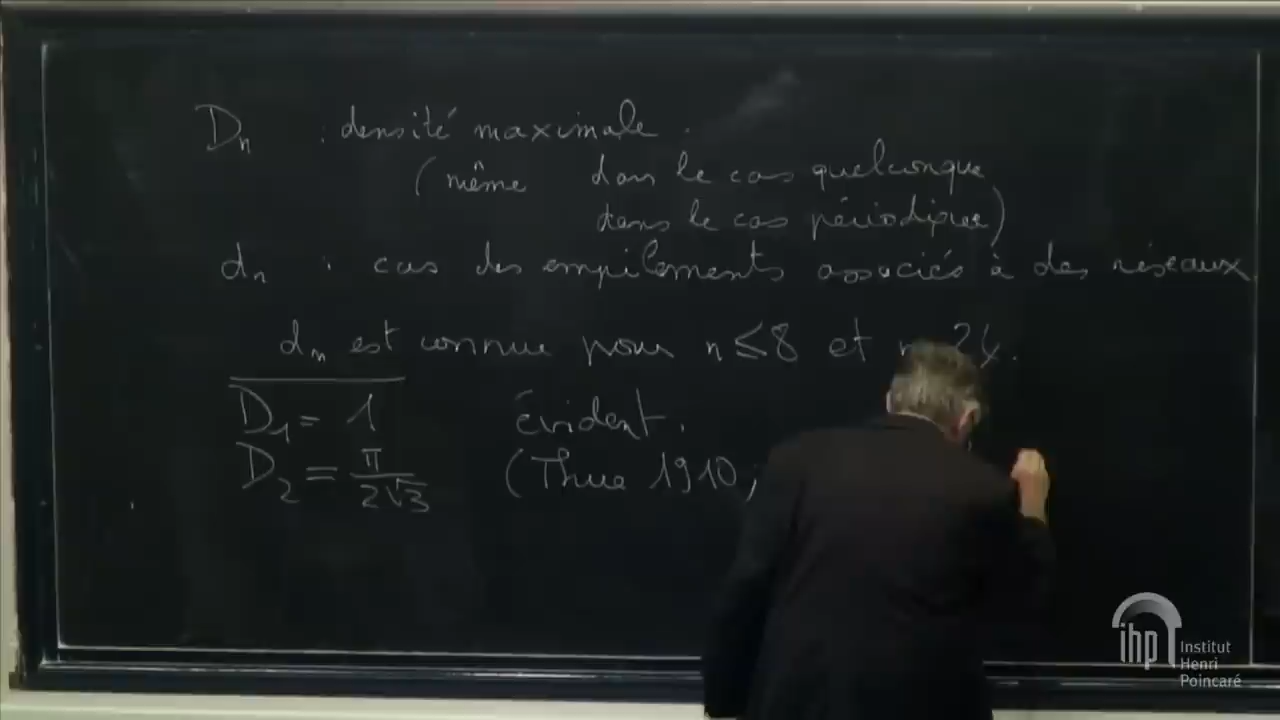 Dₙ : densité maximale.
(même dans le cas quelconque
dans le cas périodique)
dₙ : cas des empilements associés à des réseaux
dₙ est connue pour n ≤ 8 et n 24.
D₁ = 1 évident.
D₂ = π/2√3 (Thue 1910,
ihp Institut
Henri
Poincaré